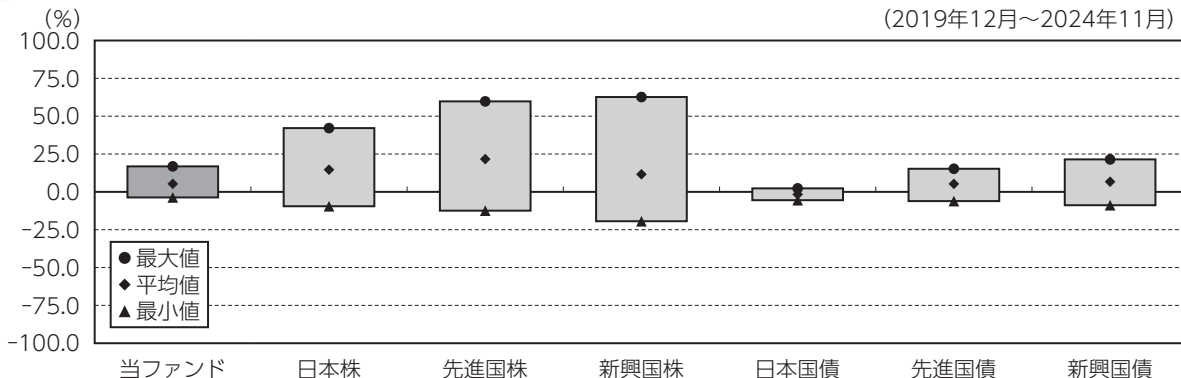 (%)
(2019年12月～2024年11月)
100.0
75.0
50.0
25.0
0.0
-25.0
-50.0
-75.0
-100.0
●最大値
◆平均値
▲最小値
当ファンド 日本株 先進国株 新興国株 日本国債 先進国債 新興国債